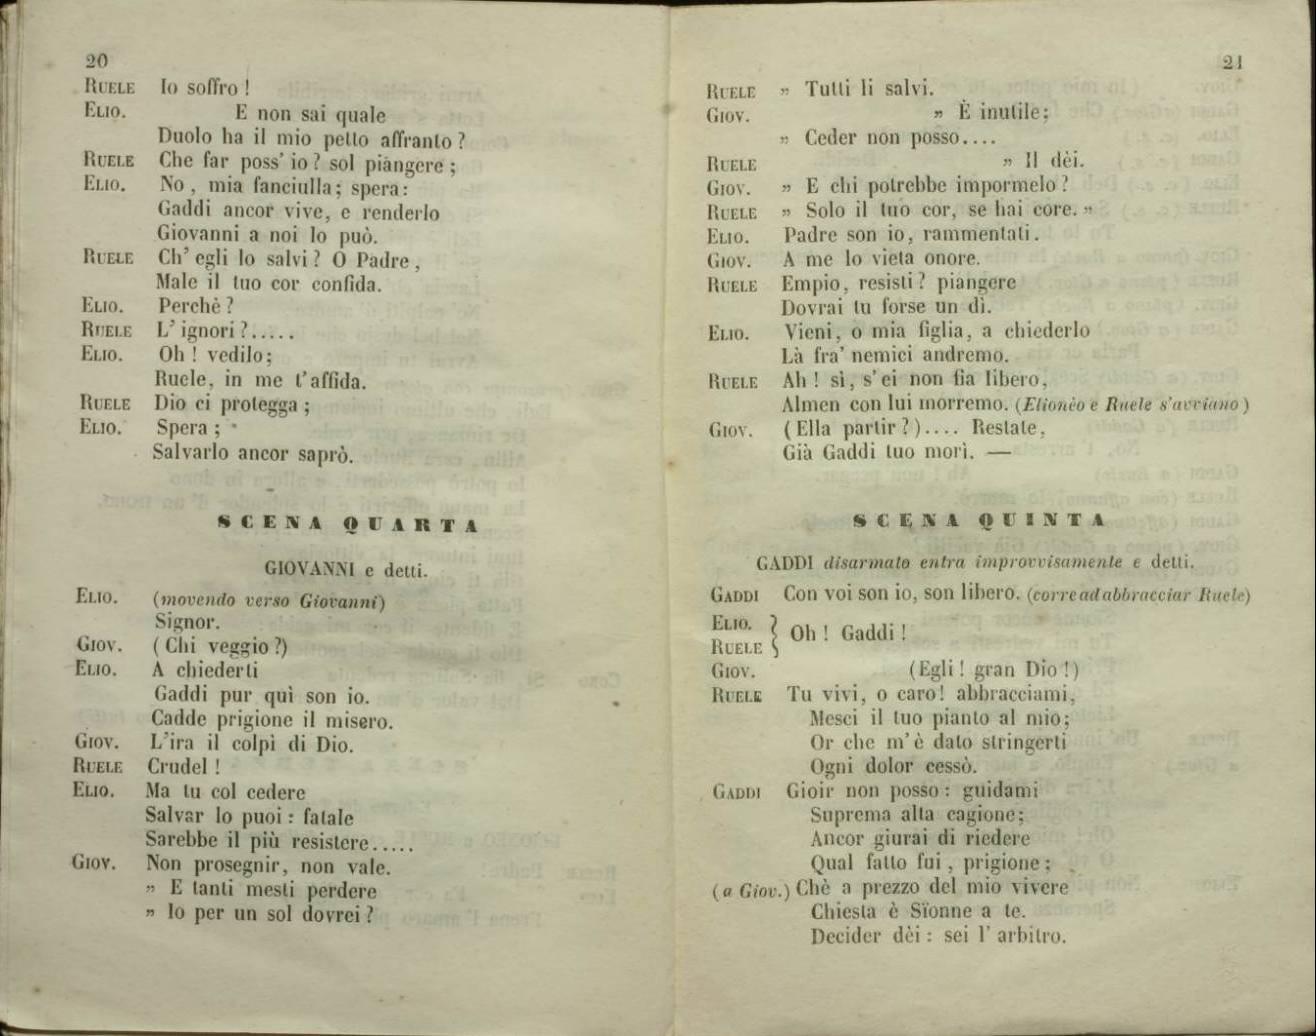 20
RUELE Io soffro!
ELIO. E non sai quale
Duolo ha il mio petto affranto?
RUELE Che far poss' io? sol piangere;
ELIO. No, mia fanciulla; spera:
Gaddi ancor vive, e renderlo
Giovanni a noi lo può.
RUELE Ch' egli lo salvi? O Padre,
Male il tuo cor confida.
ELIO. Perchè?
RUELE L' ignori?.....
ELIO. Oh! vedilo;
Ruele, in me t'affida.
RUELE Dio ci protegga;
ELIO. Spera;
Salvarlo ancor saprò.
SCENA QUARTA
GIOVANNI e detti.
ELIO. (movendo verso Giovanni)
Signor.
GIOV. (Chi veggio?)
ELIO. A chiederti
Gaddi pur quì son io.
Cadde prigione il misero.
GIOV. L'ira il colpì di Dio.
RUELE Crudel!
ELIO. Ma tu col cedere
Salvar lo puoi: fatale
Sarebbe il più resistere.....
GIOV. Non prosegnir, non vale.
" E tanti mesti perdere
" Io per un sol dovrei?
21
RUELE " Tutti li salvi.
GIOV. " È inutile;
" Ceder non posso....
RUELE " Il dèi.
GIOV. " E chi potrebbe impormelo?
RUELE " Solo il tuo cor, se hai core. "
ELIO. Padre son io, rammentati.
GIOV. A me lo vieta onore.
RUELE Empio, resisti? piangere
Dovrai tu forse un dì.
ELIO. Vieni, o mia figlia, a chiederlo
Là fra' nemici andremo.
RUELE Ah! sì, s' ei non fia libero,
Almen con lui morremo. (Elionèo e Ruele s'avviano)
GIOV. (Ella partir?).... Restate,
Già Gaddi tuo morì. —
SCENA QUINTA
GADDI disarmato entra improvvisamente e detti.
GADDI Con voi son io, son libero. (corre ad abbracciar Ruele)
ELIO. RUELE } Oh! Gaddi!
GIOV. (Egli! gran Dio!)
RUELE Tu vivi, o caro! abbracciami,
Mesci il tuo pianto al mio;
Or che m'è dato stringerti
Ogni dolor cessò.
GADDI Gioir non posso: guidami
Suprema alta cagione;
Ancor giurai di riedere
Qual fatto fui, prigione;
(a Giov.) Chè a prezzo del mio vivere
Chiesta è Sïonne a te.
Decider dèi: sei l' arbitro.